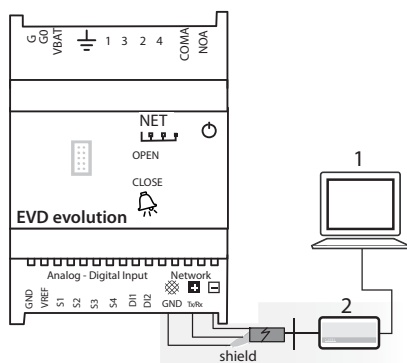 G G0 VBAT 1 3 2 4 COMA NOA
NET
OPEN
CLOSE
EVD evolution
1
Analog - Digital Input Network
GND VREF S1 S2 S3 S4 DI1 DI2 GND Tx/Rx
2
shield